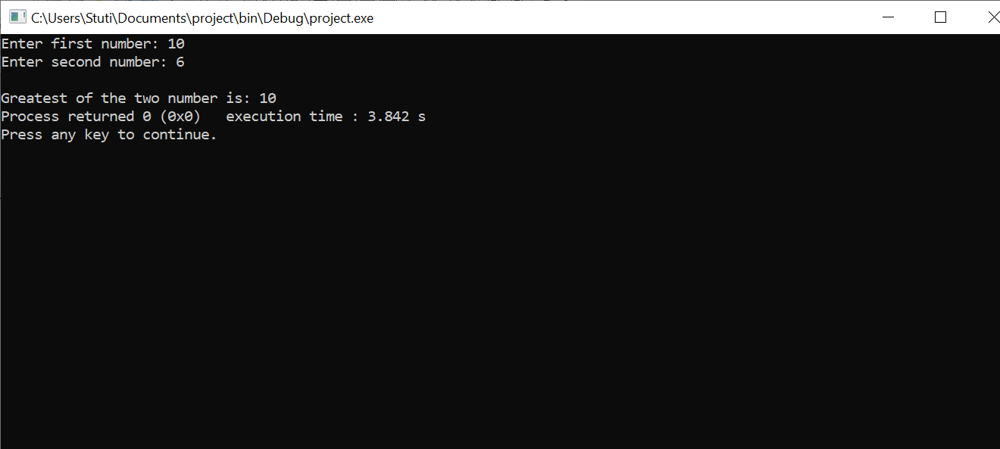 C:\Users\Stuti\Documents\project\bin\Debug\project.exe
Enter first number: 10
Enter second number: 6
Greatest of the two number is: 10
Process returned 0 (0x0)   execution time : 3.842 s
Press any key to continue.